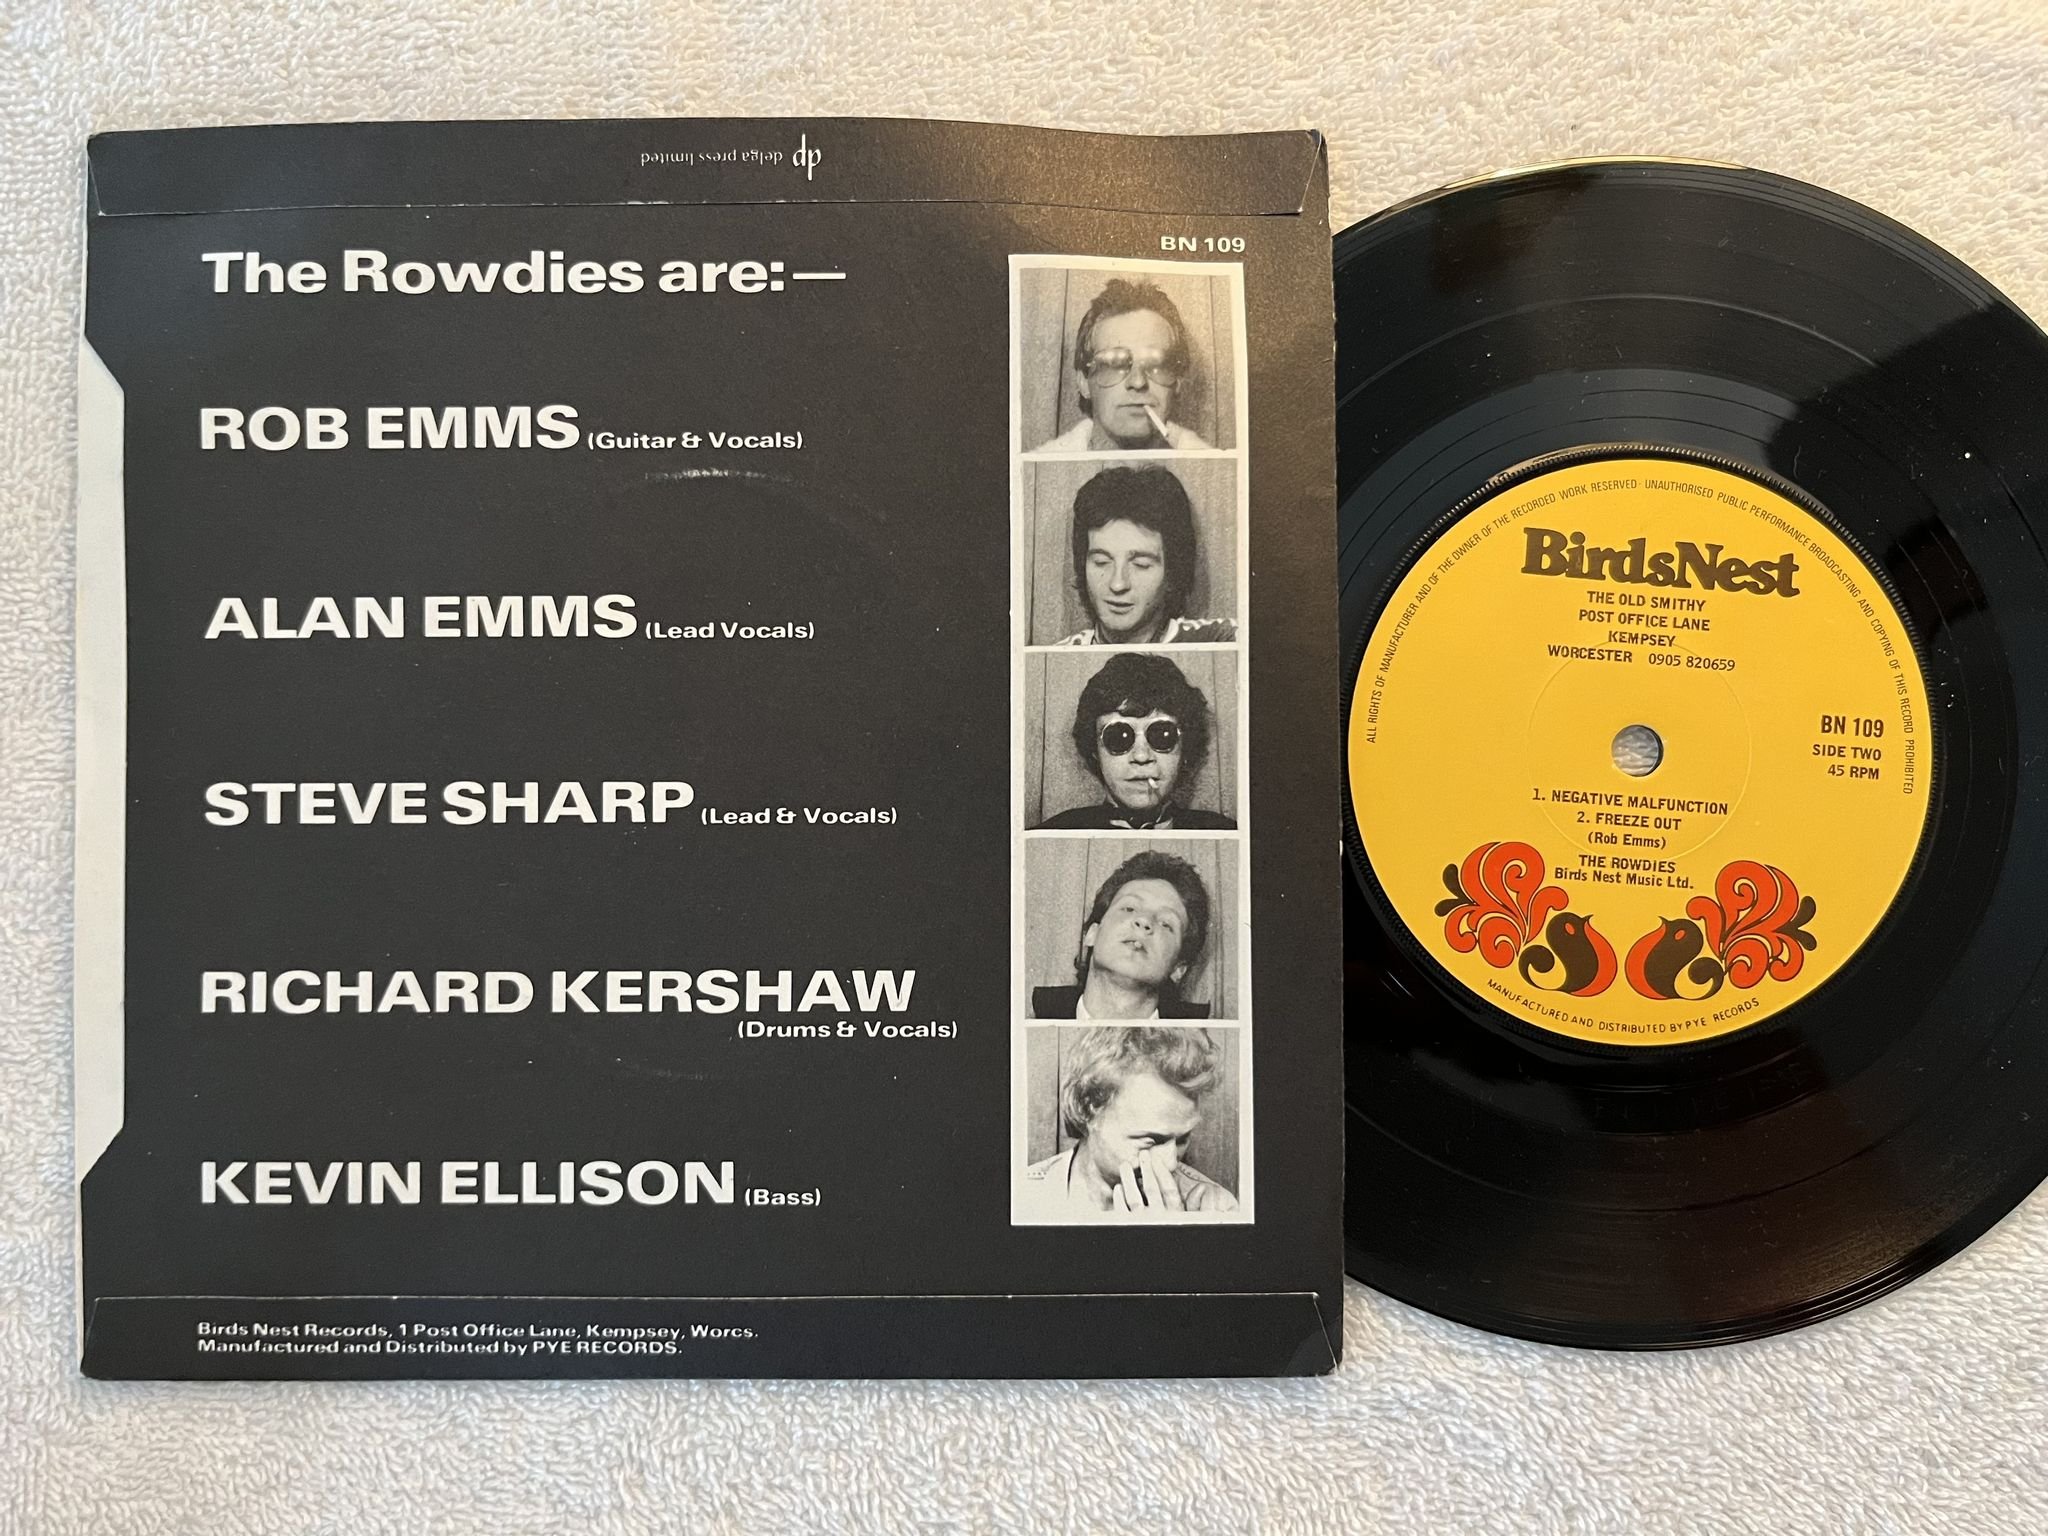 dp delga press limited
BN 109
The Rowdies are:—
ROB EMMS (Guitar & Vocals)
ALAN EMMS (Lead Vocals)
STEVE SHARP (Lead & Vocals)
RICHARD KERSHAW
(Drums & Vocals)
KEVIN ELLISON (Bass)
Birds Nest Records, 1 Post Office Lane, Kempsey, Worcs.
Manufactured and Distributed by PYE RECORDS.
ALL RIGHTS OF MANUFACTURER AND OF THE OWNER OF THE RECORDED WORK RESERVED · UNAUTHORISED PUBLIC PERFORMANCE BROADCASTING AND COPYING OF THIS RECORD PROHIBITED
BirdsNest
THE OLD SMITHY
POST OFFICE LANE
KEMPSEY
WORCESTER 0905 820659
BN 109
SIDE TWO
45 RPM
1. NEGATIVE MALFUNCTION
2. FREEZE OUT
(Rob Emms)
THE ROWDIES
Birds Nest Music Ltd.
MANUFACTURED AND DISTRIBUTED BY PYE RECORDS